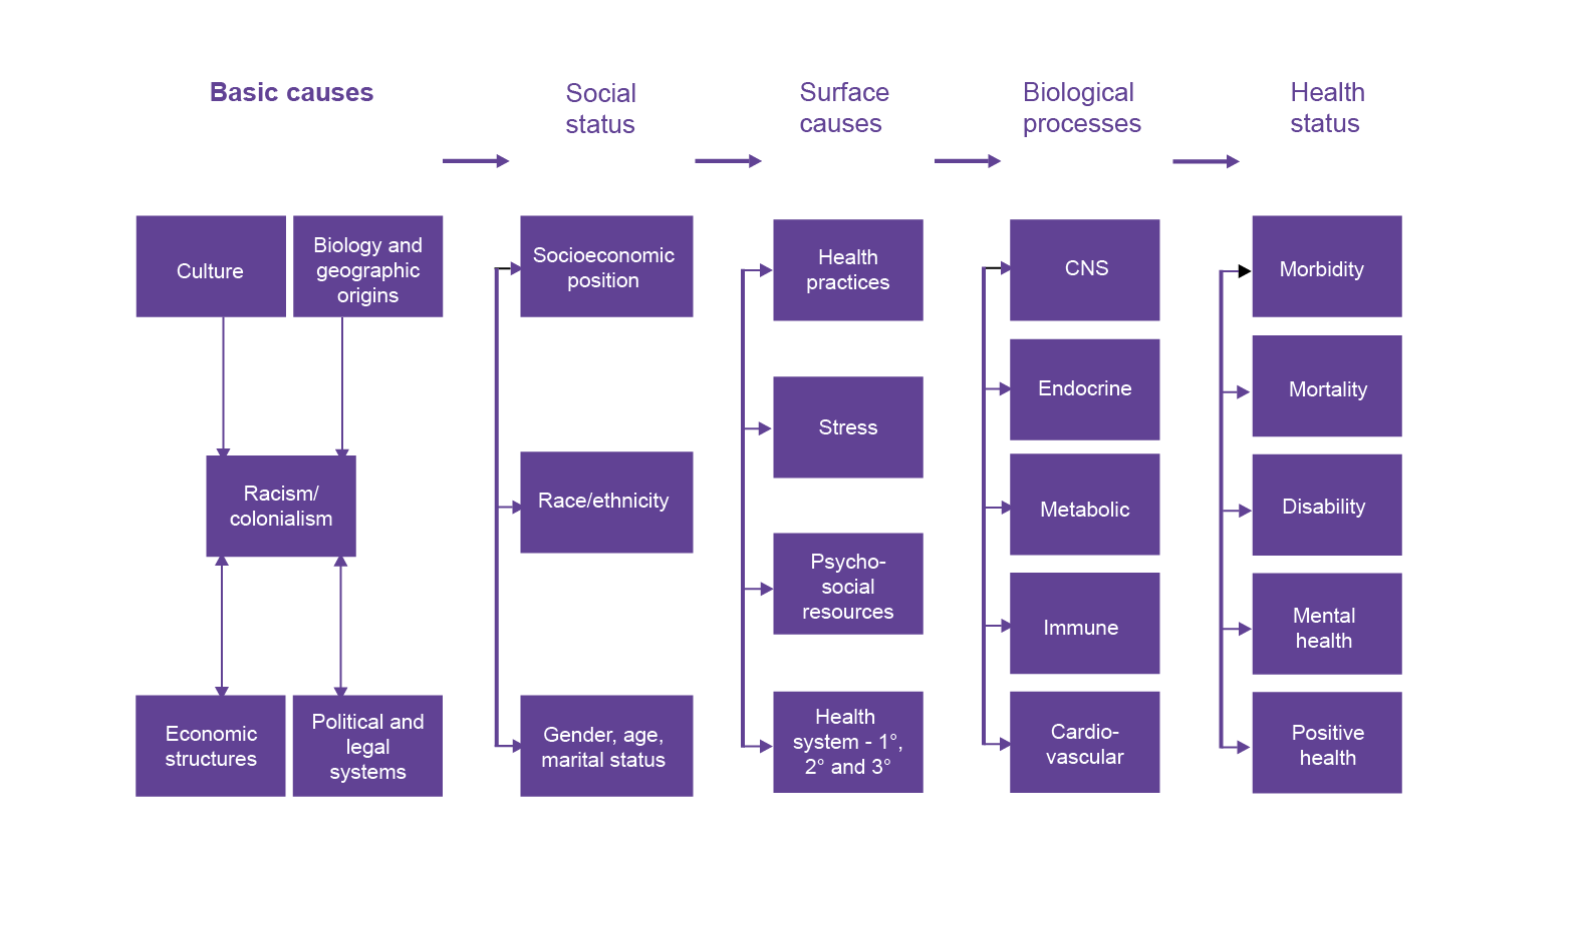 Basic causes
Social
status
Surface
causes
Biological
processes
Health
status
Culture
Biology and
geographic
origins
Racism/
colonialism
Economic
structures
Political and
legal
systems
Socioeconomic
position
Race/ethnicity
Gender, age,
marital status
Health
practices
Stress
Psycho-
social
resources
Health
system - 1°,
2° and 3°
CNS
Endocrine
Metabolic
Immune
Cardio-
vascular
Morbidity
Mortality
Disability
Mental
health
Positive
health